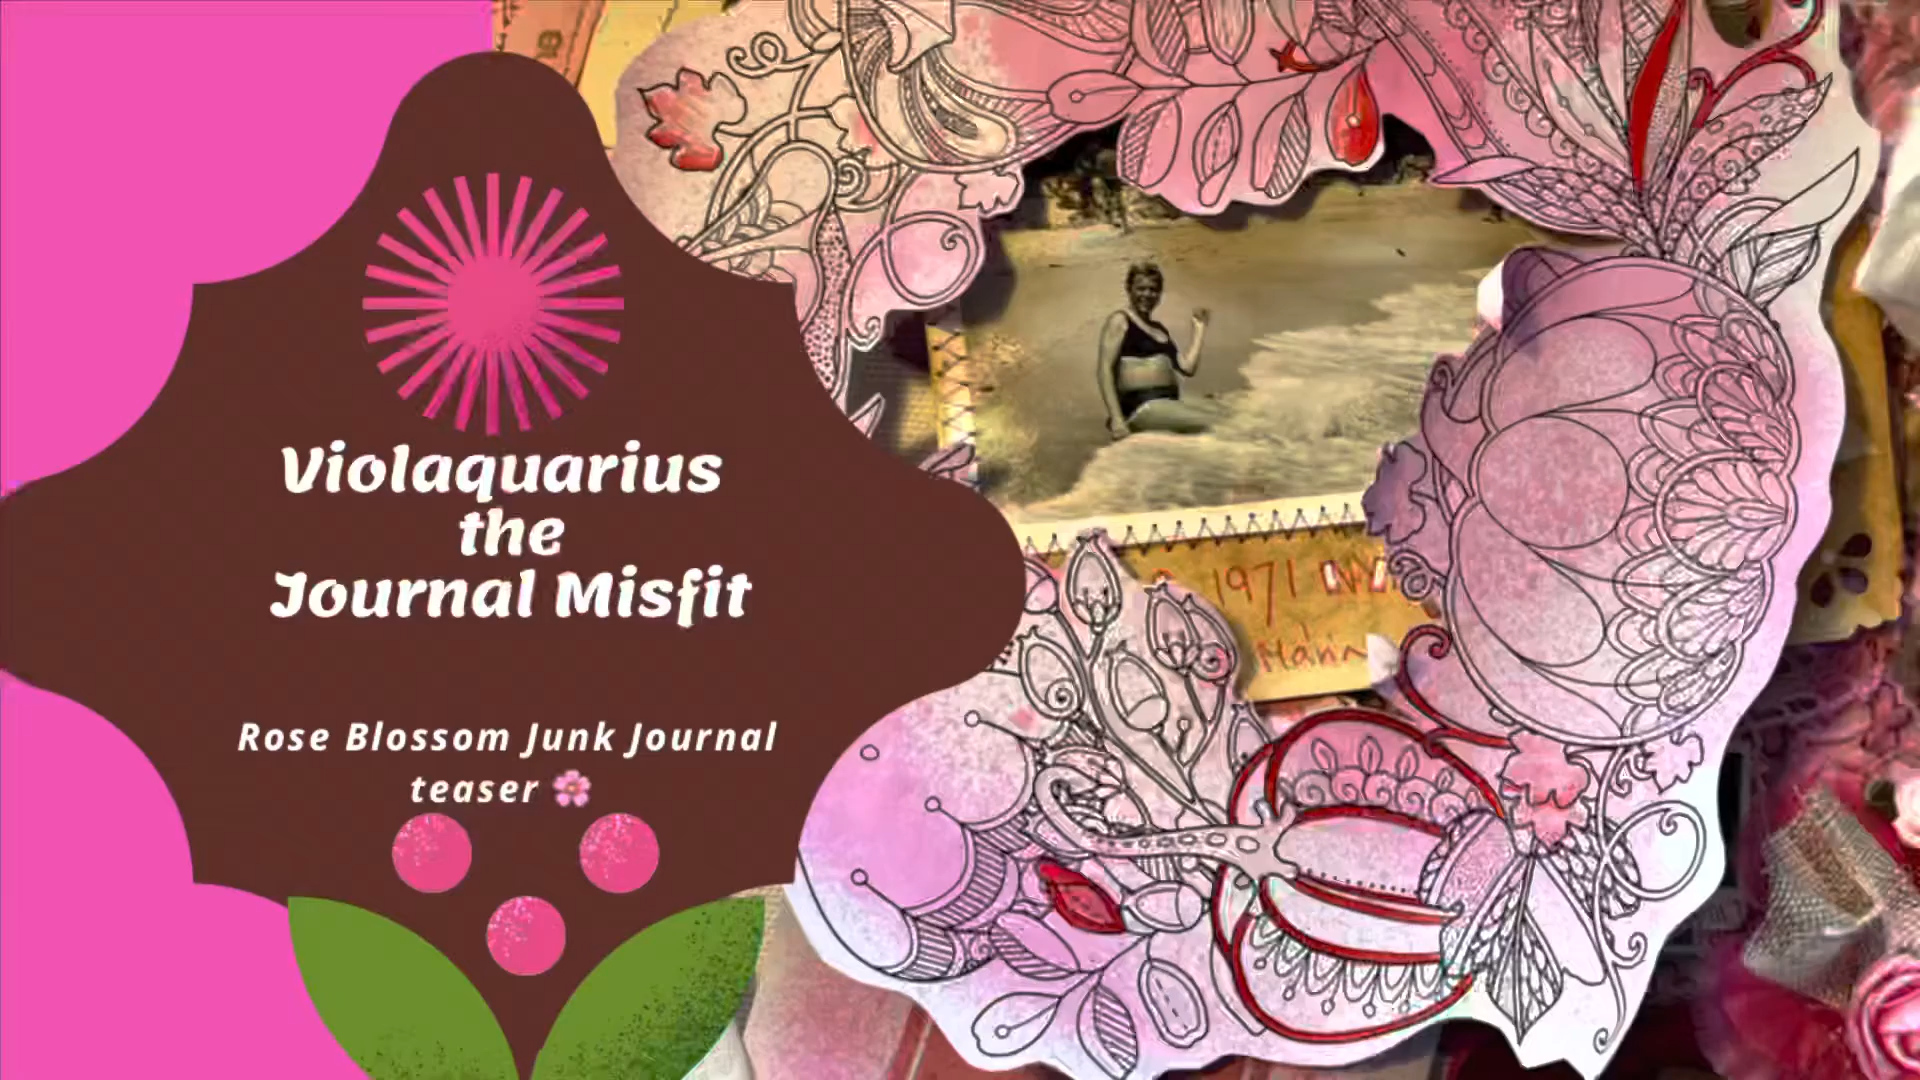 Violaquarius
the
Journal Misfit
Rose Blossom Junk Journal
teaser 🌸
1971